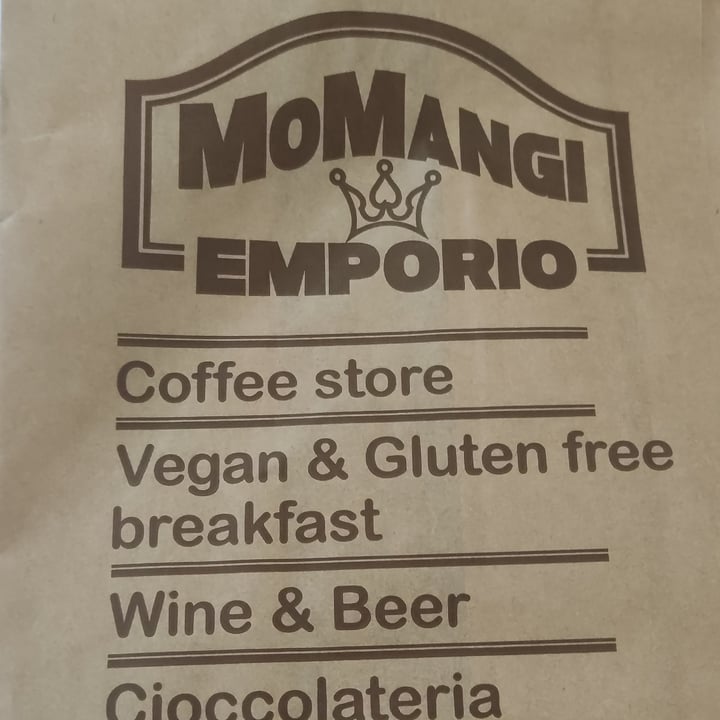 MOMANGI
EMPORIO
Coffee store
Vegan & Gluten free
breakfast
Wine & Beer
Cioccolateria